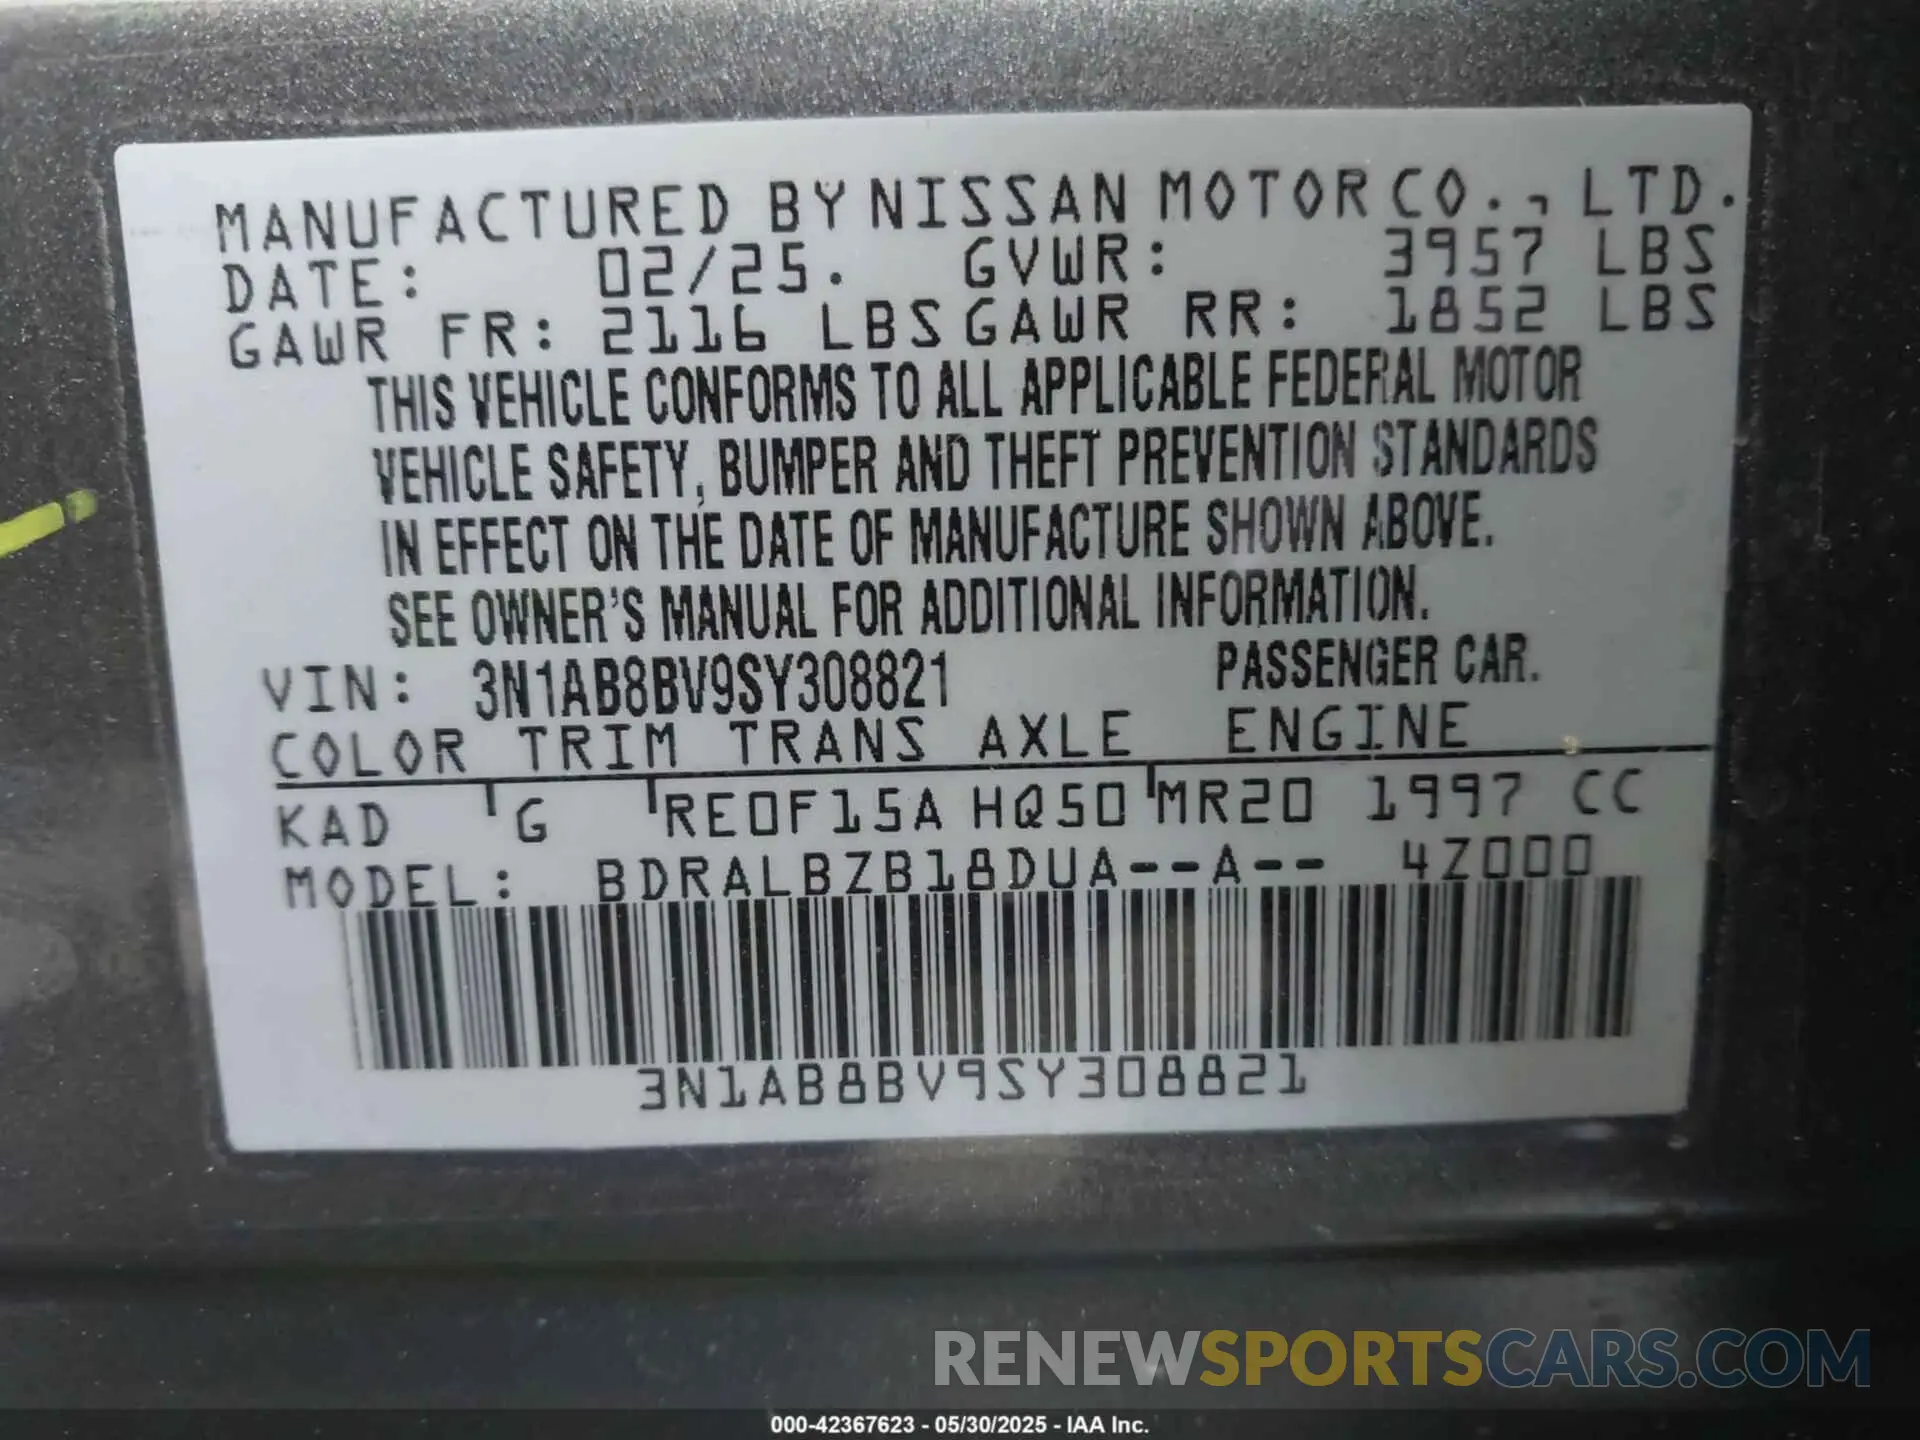 MANUFACTURED BY NISSAN MOTOR CO., LTD.
DATE: 02/25. GVWR: 3957 LBS
GAWR FR: 2116 LBS GAWR RR: 1852 LBS
THIS VEHICLE CONFORMS TO ALL APPLICABLE FEDERAL MOTOR
VEHICLE SAFETY, BUMPER AND THEFT PREVENTION STANDARDS
IN EFFECT ON THE DATE OF MANUFACTURE SHOWN ABOVE.
SEE OWNER'S MANUAL FOR ADDITIONAL INFORMATION.
VIN: 3N1AB8BV9SY308821 PASSENGER CAR.
COLOR TRIM TRANS AXLE ENGINE
KAD G RE0F15A HQ50 MR20 1997 CC
MODEL: BDRALBZB18DUA--A-- 4Z000
3N1AB8BV9SY308821
RENEWSPORTSCARS.COM
000-42367623 - 05/30/2025 - IAA Inc.